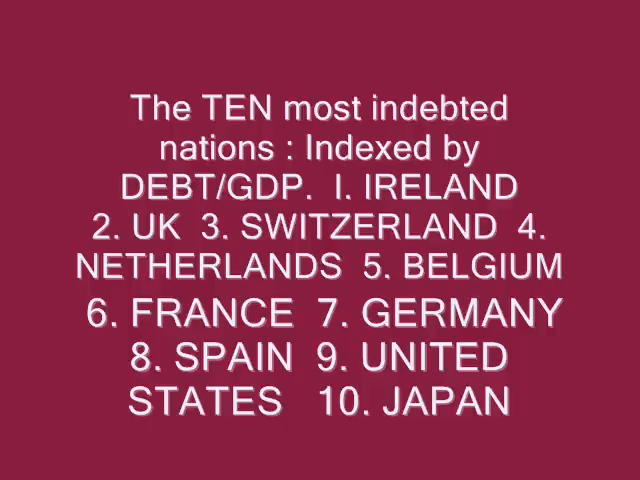 The TEN most indebted
nations : Indexed by
DEBT/GDP.  I. IRELAND
2. UK  3. SWITZERLAND  4.
NETHERLANDS  5. BELGIUM
6. FRANCE  7. GERMANY
8. SPAIN  9. UNITED
STATES   10. JAPAN